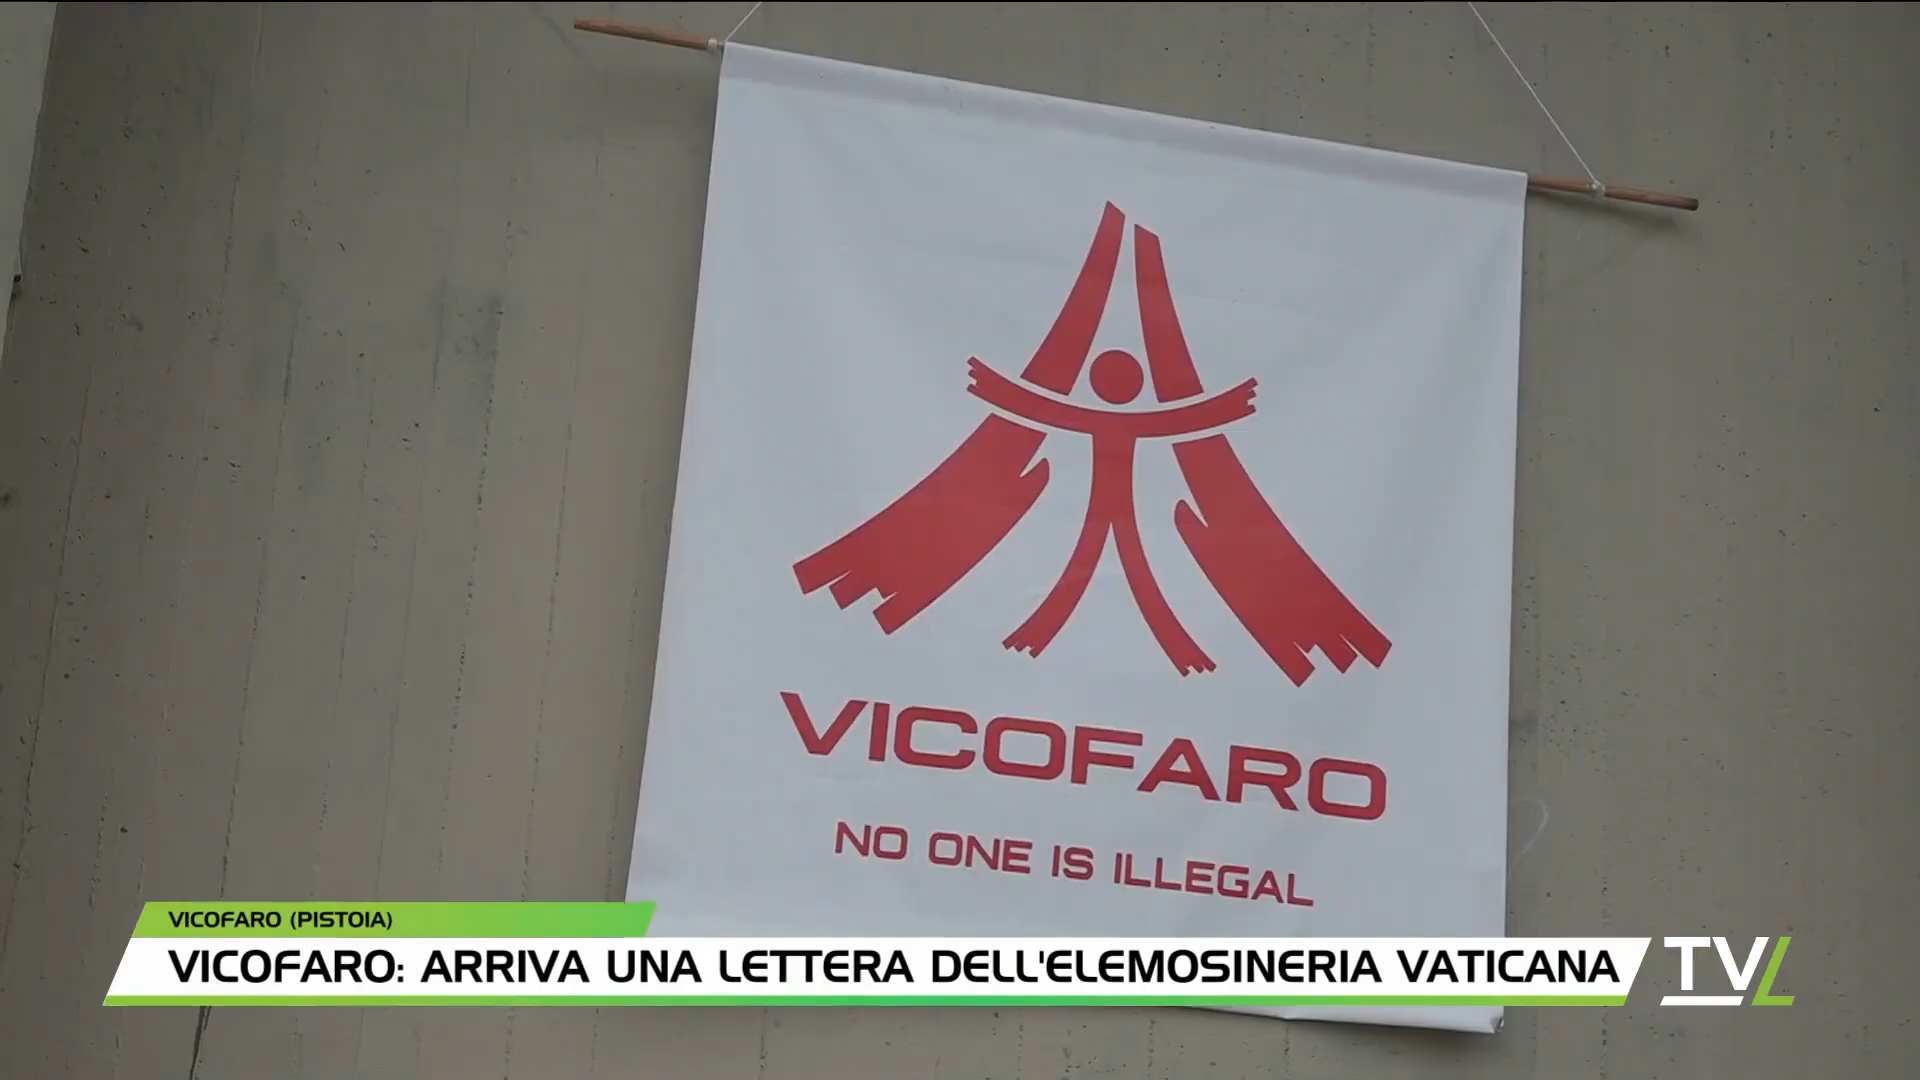 VICOFARO
NO ONE IS ILLEGAL
VICOFARO (PISTOIA)
VICOFARO: ARRIVA UNA LETTERA DELL'ELEMOSINERIA VATICANA
TVL